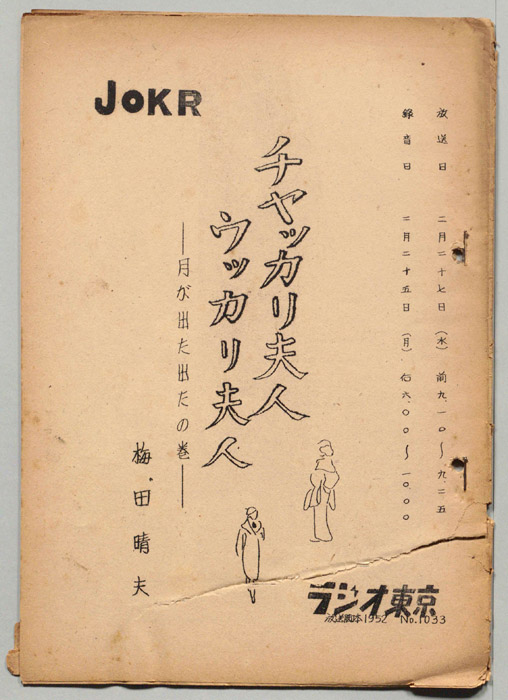 JOKR
放送日 二月二十七日(水)前九.一〇〜九.二五
録音日 二月二十五日(月)后六.〇〇〜一〇.〇〇
チャッカリ夫人
ウッカリ夫人
―月が出た出たの巻―
梅田晴夫
ラジオ東京
放送脚本1952 No.1033